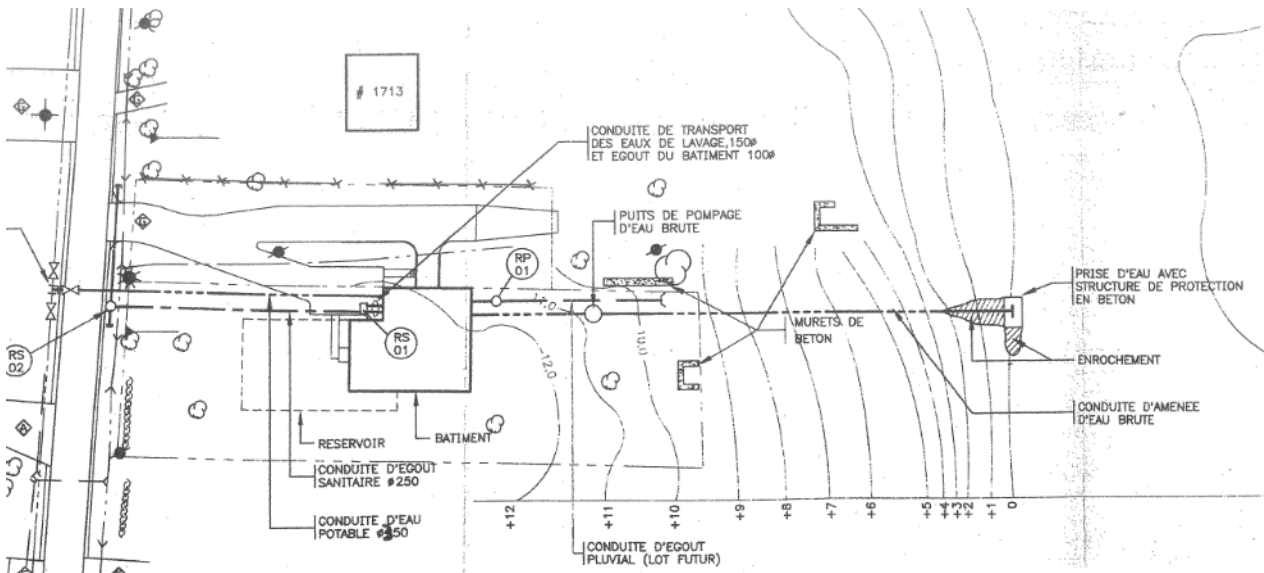 # 1713
CONDUITE DE TRANSPORT
DES EAUX DE LAVAGE,150ø
ET EGOUT DU BATIMENT 100ø
PUITS DE POMPAGE
D'EAU BRUTE
RP
01
PRISE D'EAU AVEC
STRUCTURE DE PROTECTION
EN BETON
MURETS DE
BETON
ENROCHEMENT
CONDUITE D'AMENEE
D'EAU BRUTE
RS
02
RS
01
-12,0
10,0
G
G
G
A
RESERVOIR
BATIMENT
CONDUITE D'EGOUT
SANITAIRE ø250
CONDUITE D'EAU
POTABLE
CONDUITE D'EGOUT
PLUVIAL (LOT FUTUR)
+12
+11
+10
+9
+8
+7
+6
+5
+4
+3
+2
+1
0